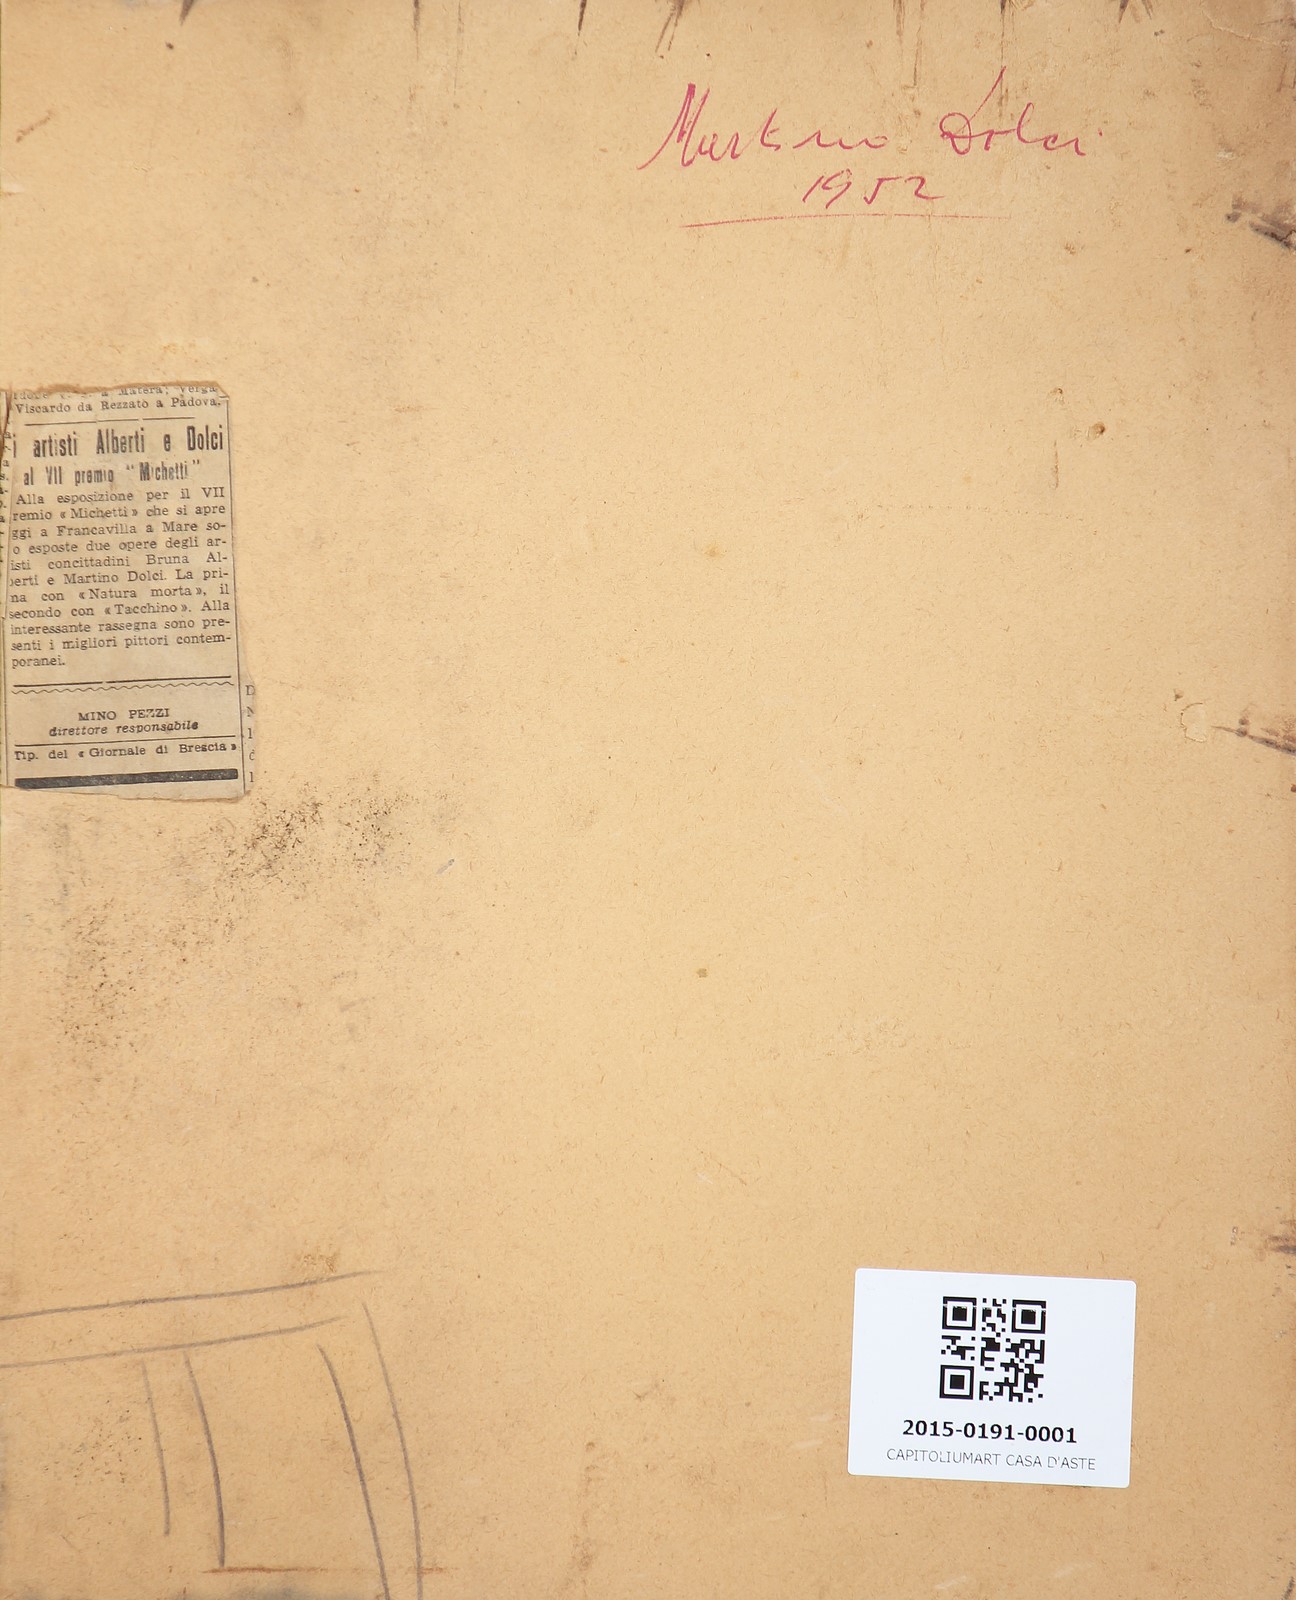 Martino Dolci
1952
a Matera; Verga
Viscardo da Rezzato a Padova.
i artisti Alberti e Dolci
al VII premio "Michetti"
Alla esposizione per il VII
remio « Michetti » che si apre
ggi a Francavilla a Mare so-
o esposte due opere degli ar-
isti concittadini Bruna Al-
berti e Martino Dolci. La pri-
na con « Natura morta », il
secondo con « Tacchino ». Alla
interessante rassegna sono pre-
senti i migliori pittori contem-
poranei.
MINO PEZZI
direttore responsabile
Tip. del « Giornale di Brescia »
2015-0191-0001
CAPITOLIUMART CASA D'ASTE